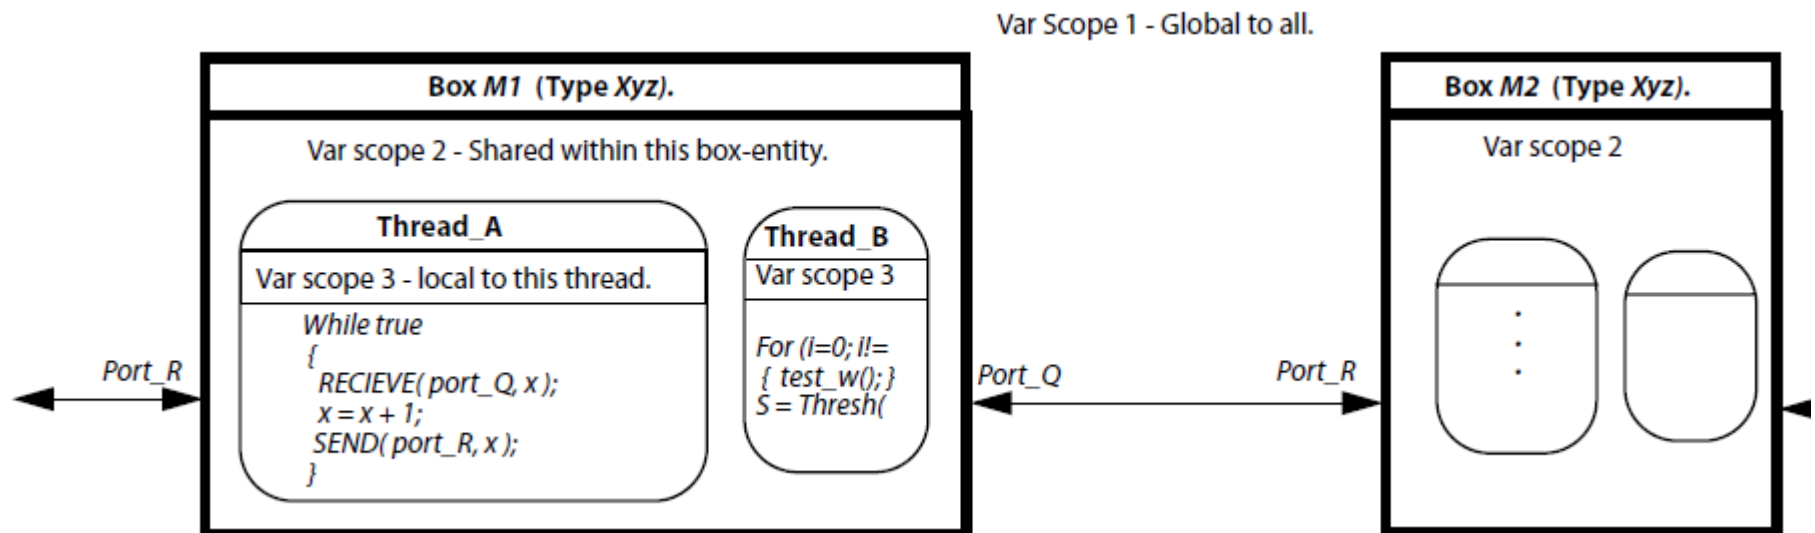 Var Scope 1 - Global to all.
Box M1 (Type Xyz).
Var scope 2 - Shared within this box-entity.
Thread_A
Var scope 3 - local to this thread.
While true
{
RECIEVE( port_Q, x );
x = x + 1;
SEND( port_R, x );
}
Thread_B
Var scope 3
For (i=0; i!=
{ test_w(); }
S = Thresh(
Port_R
Port_Q
Port_R
Box M2 (Type Xyz).
Var scope 2